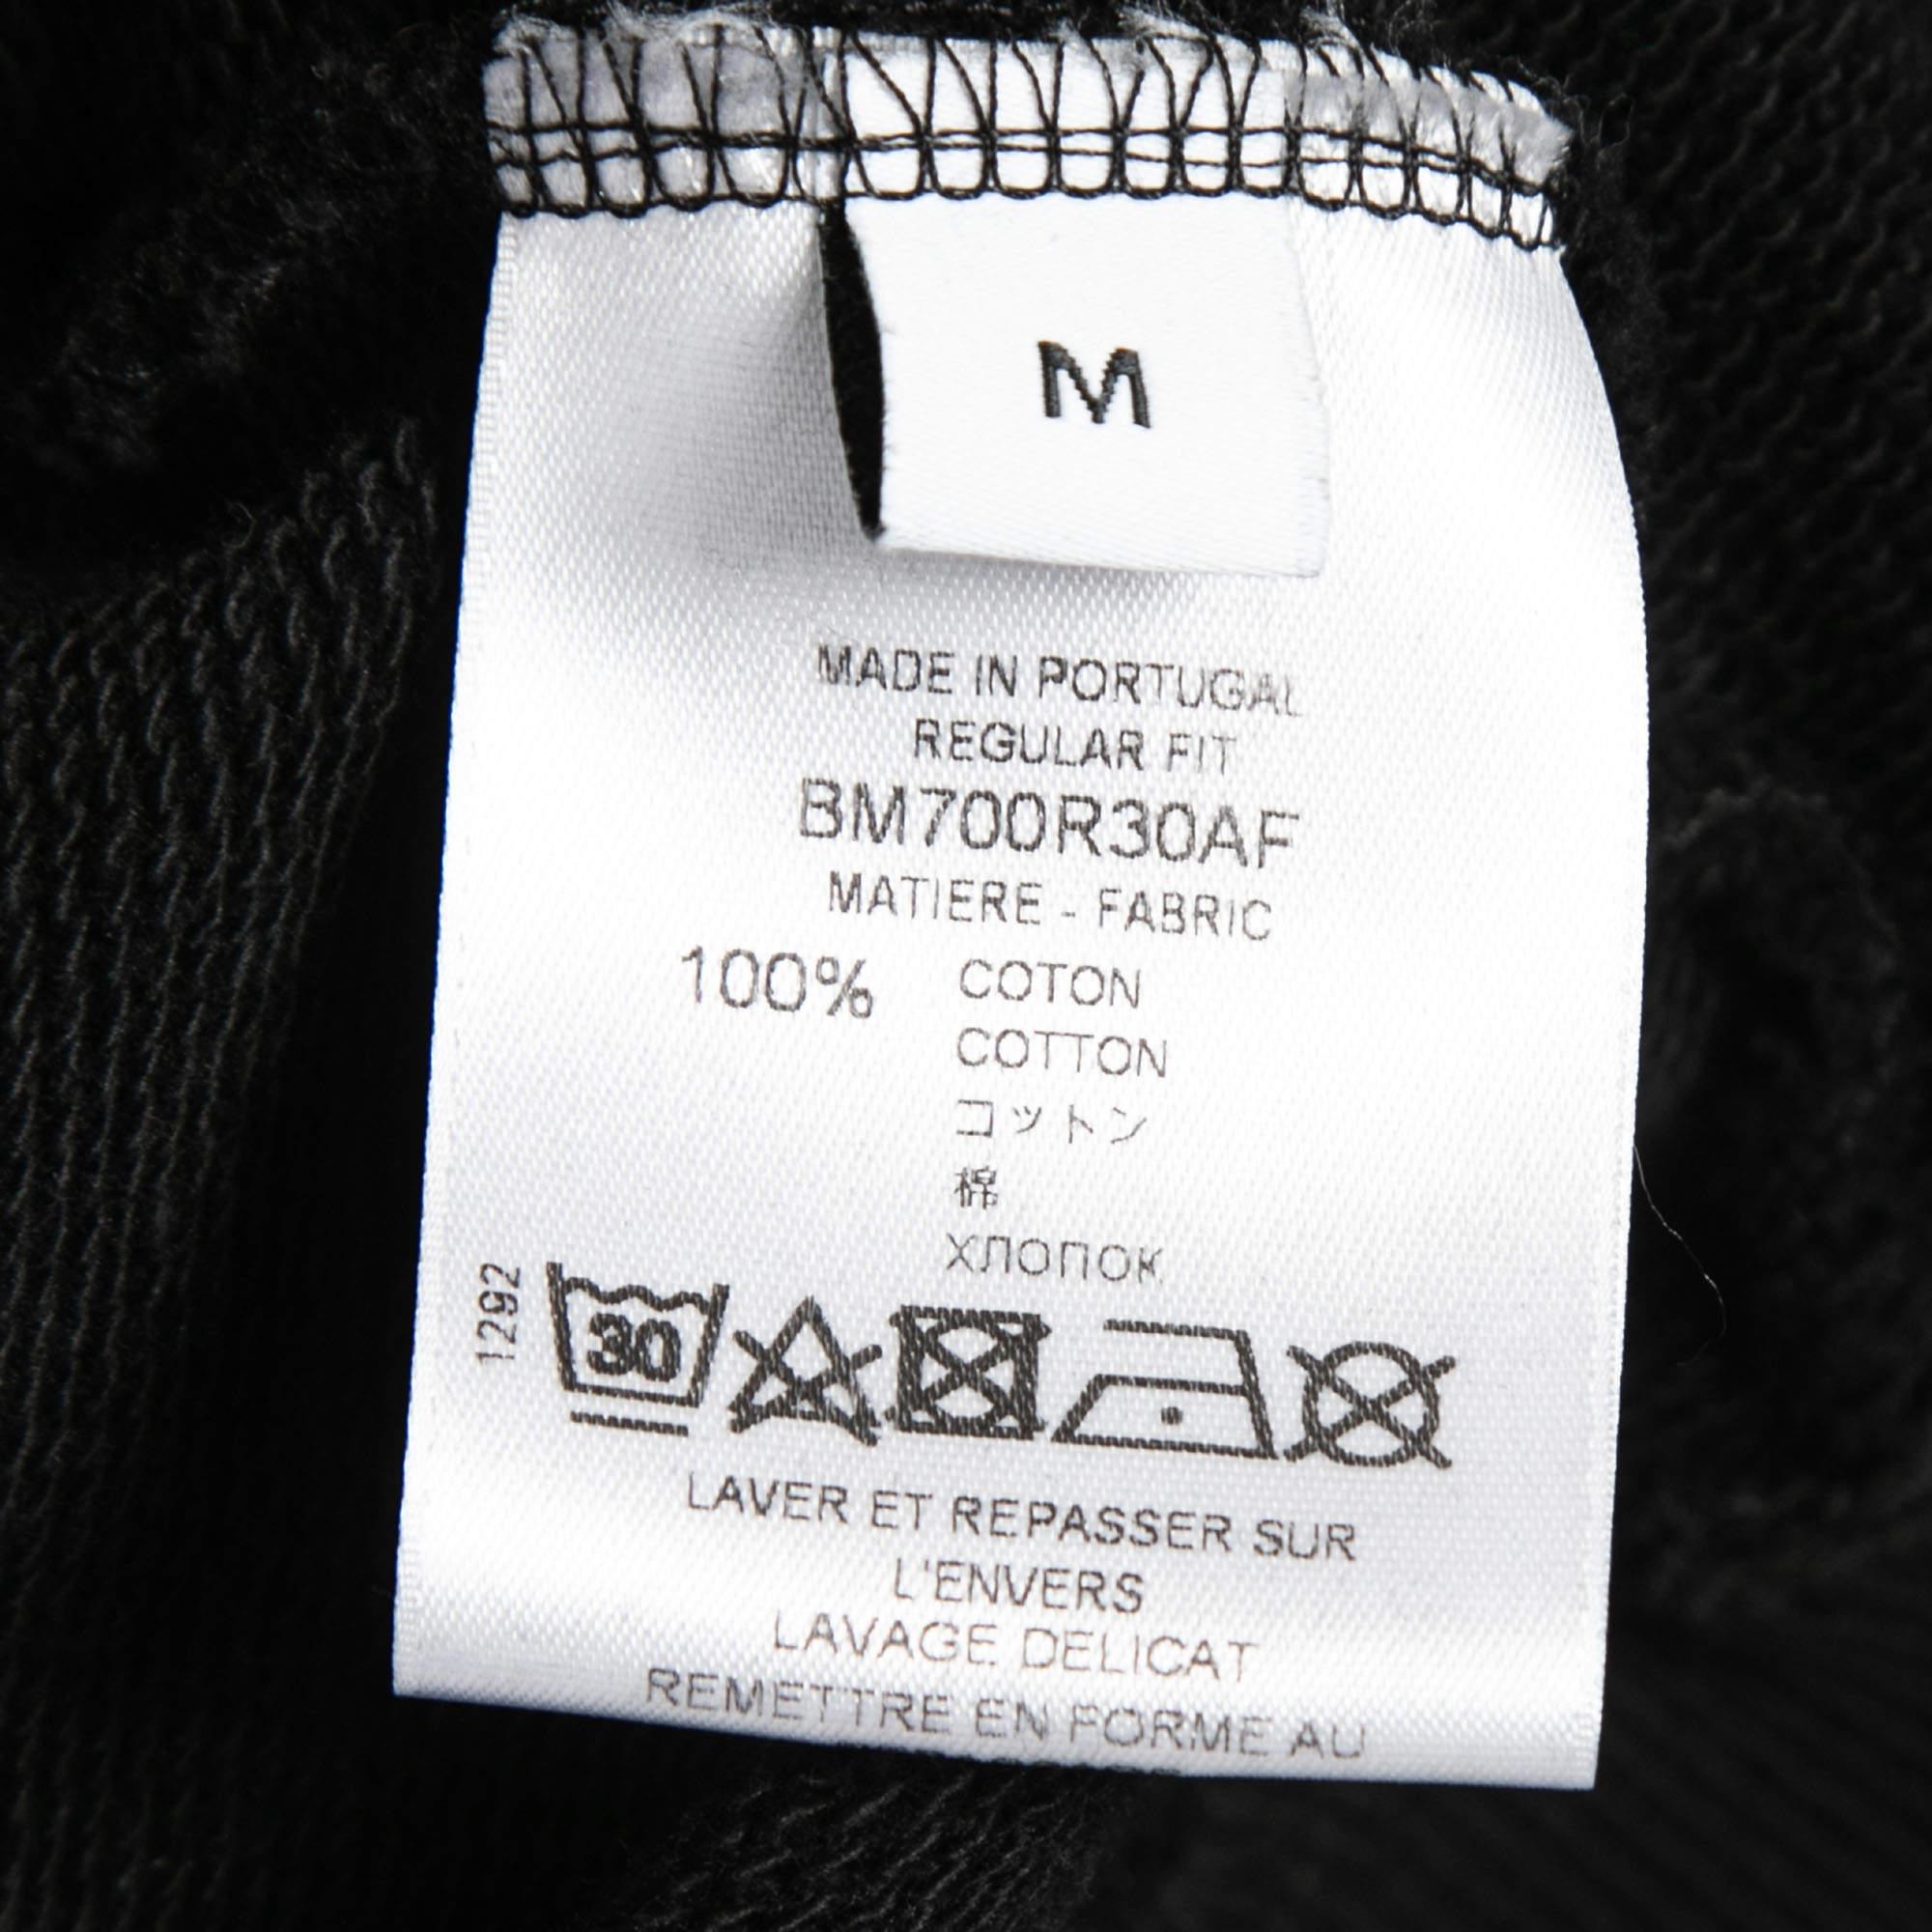 M
MADE IN PORTUGAL
REGULAR FIT
BM700R30AF
MATIERE - FABRIC
100% COTON
COTTON
コットン
棉
хлопок
1292
30
LAVER ET REPASSER SUR
L'ENVERS
LAVAGE DELICAT
REMETTRE EN FORME AU